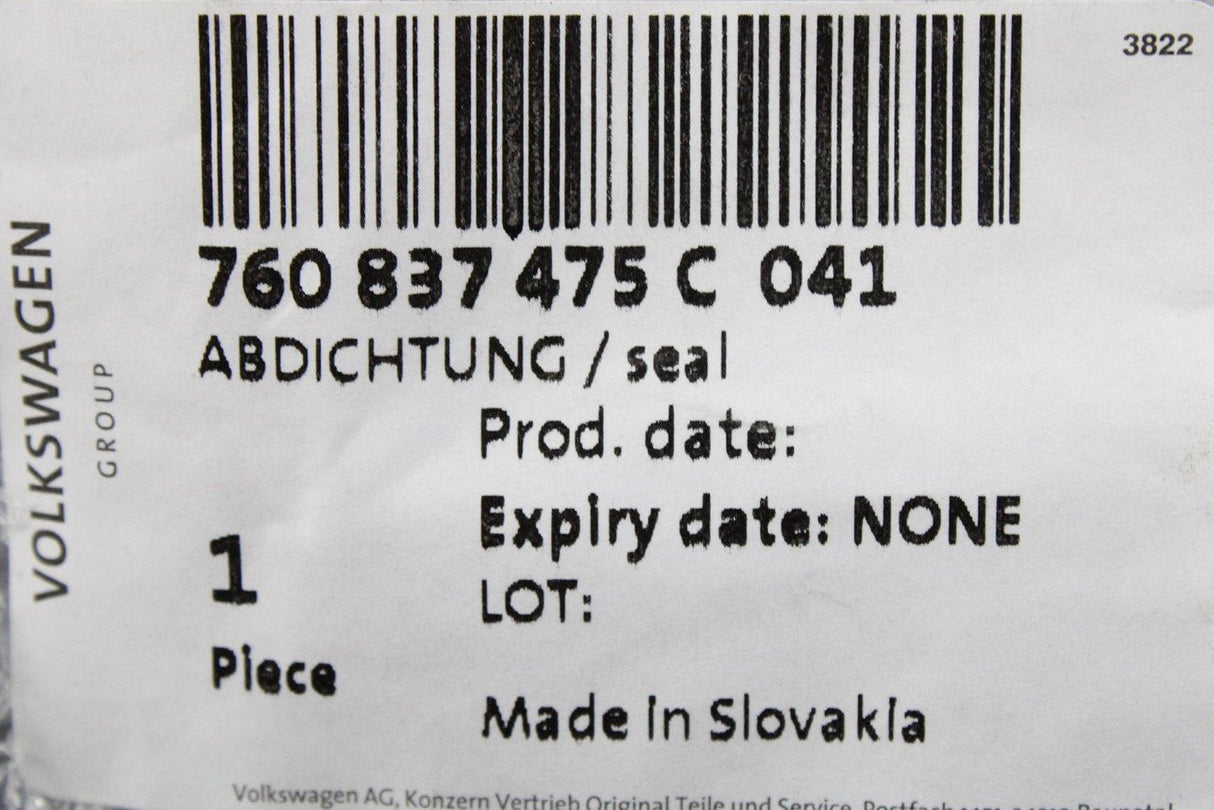 3822
VOLKSWAGEN
GROUP
760 837 475 C 041
ABDICHTUNG / seal
Prod. date:
Expiry date: NONE
1
LOT:
Piece
Made in Slovakia
Volkswagen AG, Konzern Vertrieb Original Teile und Service, Postfach